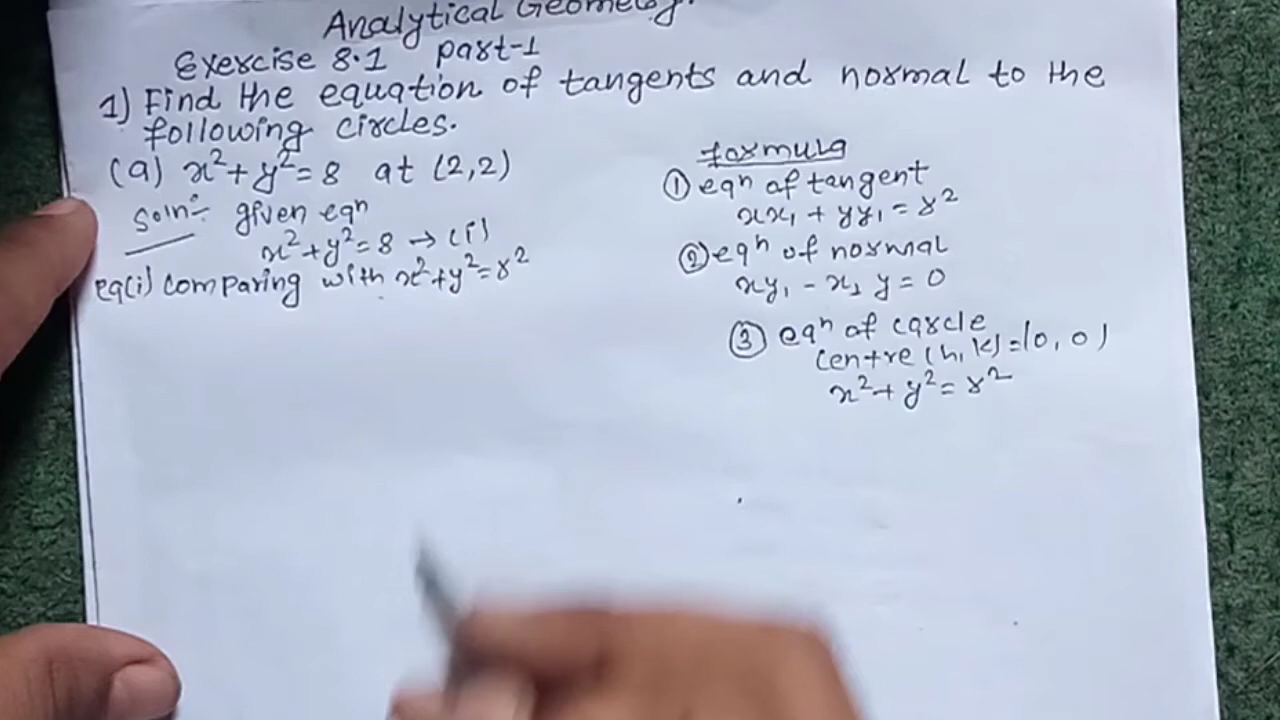 Analytical Geometry.
Exercise 8.1 part-1
1) Find the equation of tangents and normal to the
following circles.
(a) x²+y²=8 at (2,2)
Soln:- given eqⁿ
x²+y²=8 → (i)
eq(i) comparing with x²+y²=r²
formula
① eqⁿ of tangent
xx₁ + yy₁ = r²
② eqⁿ of normal
xy₁ - x₁ y = 0
③ eqⁿ of carcle
centre (h, k)=(0, 0)
x²+y²=r²